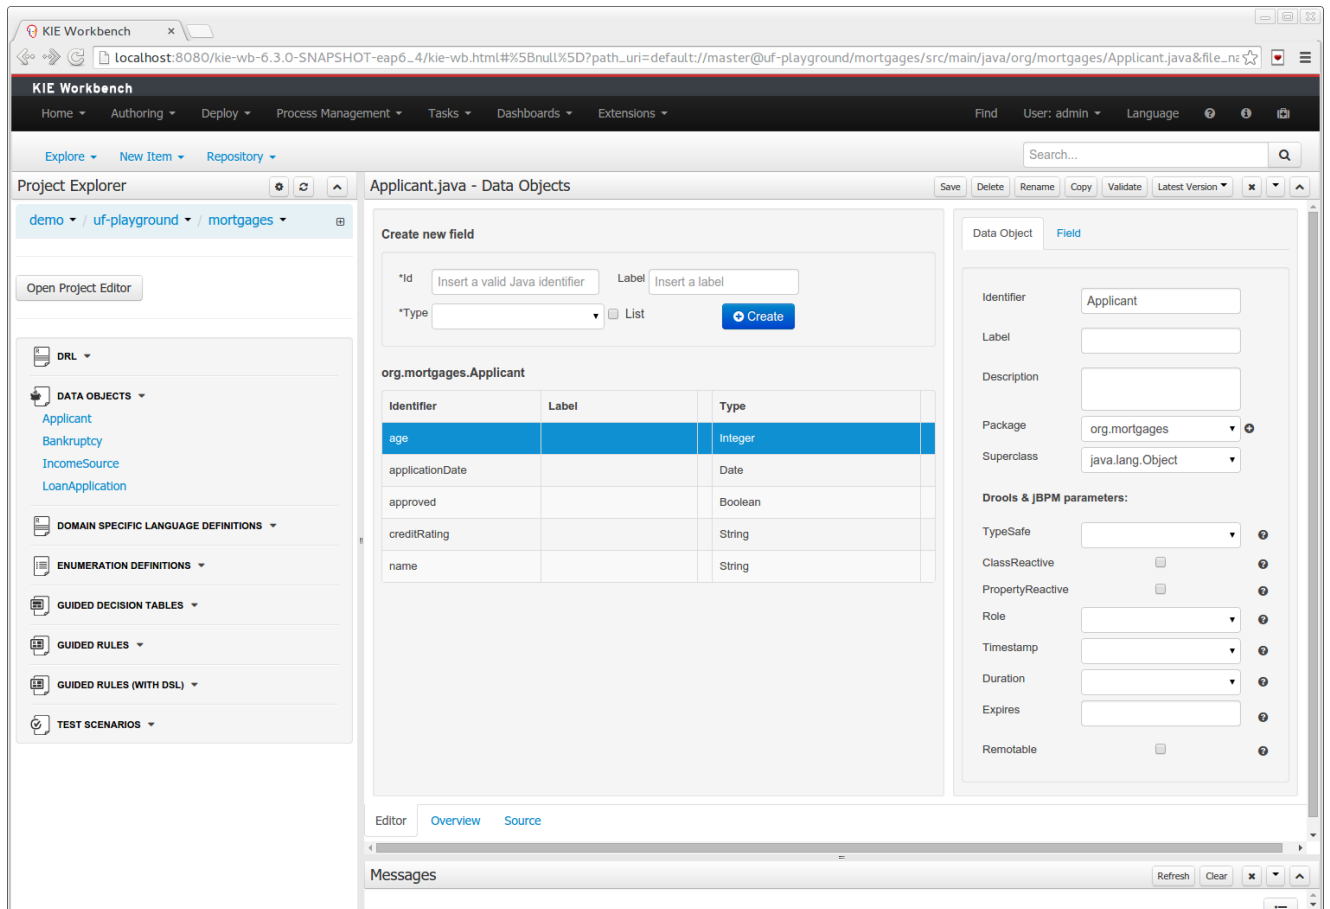 KIE Workbench
localhost:8080/kie-wb-6.3.0-SNAPSHOT-eap6_4/kie-wb.html#%5Bnull%5D?path_uri=default://master@uf-playground/mortgages/src/main/java/org/mortgages/Applicant.java&file_na
KIE Workbench
Home Authoring Deploy Process Management Tasks Dashboards Extensions Find User: admin Language
Explore New Item Repository Search...
Project Explorer
Applicant.java - Data Objects Save Delete Rename Copy Validate Latest Version
demo / uf-playground / mortgages
Open Project Editor
DRL
DATA OBJECTS
Applicant
Bankruptcy
IncomeSource
LoanApplication
DOMAIN SPECIFIC LANGUAGE DEFINITIONS
ENUMERATION DEFINITIONS
GUIDED DECISION TABLES
GUIDED RULES
GUIDED RULES (WITH DSL)
TEST SCENARIOS
Create new field
*Id Insert a valid Java identifier Label Insert a label
*Type List Create
org.mortgages.Applicant
Identifier Label Type
age Integer
applicationDate Date
approved Boolean
creditRating String
name String
Data Object Field
Identifier Applicant
Label
Description
Package org.mortgages
Superclass java.lang.Object
Drools & jBPM parameters:
TypeSafe
ClassReactive
PropertyReactive
Role
Timestamp
Duration
Expires
Remotable
Editor Overview Source
Messages Refresh Clear